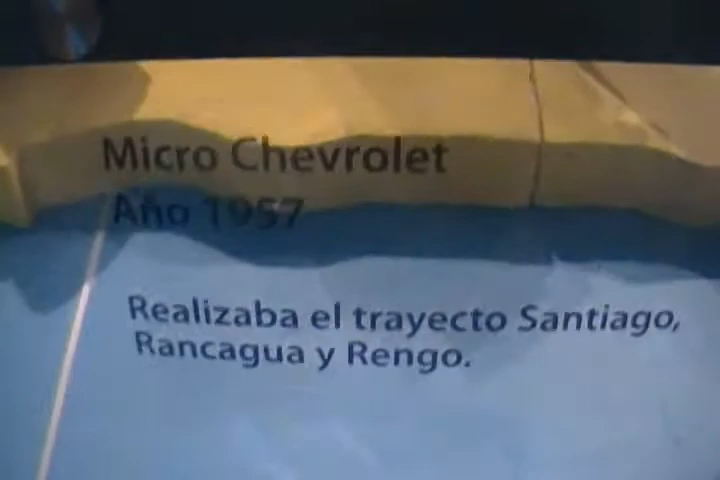 Micro Chevrolet
Año 1957
Realizaba el trayecto Santiago,
Rancagua y Rengo.